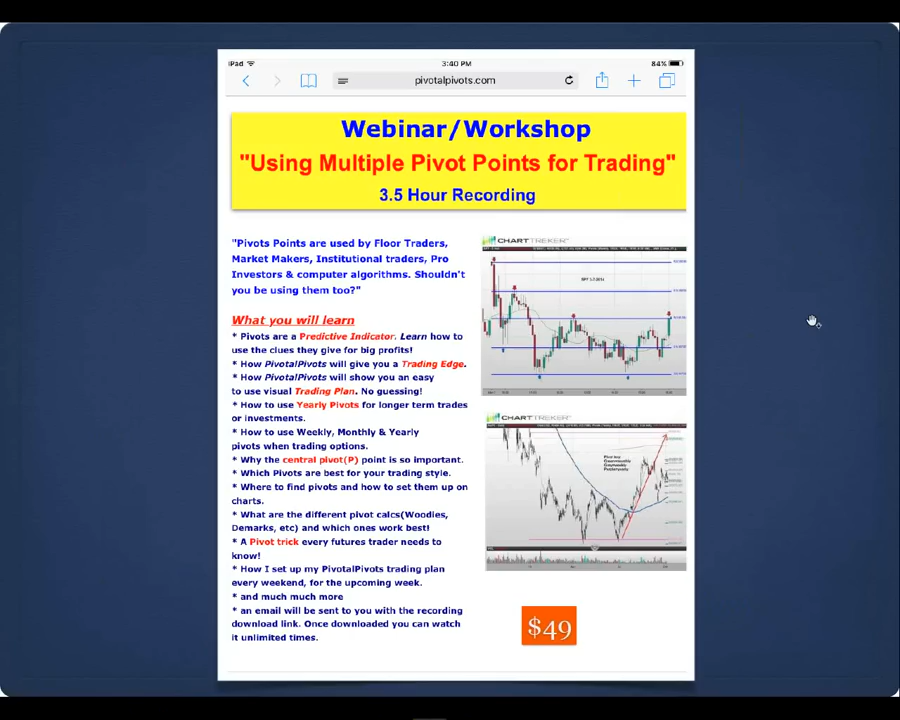 iPad 3:40 PM 84%
pivotalpivots.com
Webinar/Workshop
"Using Multiple Pivot Points for Trading"
3.5 Hour Recording
"Pivots Points are used by Floor Traders,
Market Makers, Institutional traders, Pro
Investors & computer algorithms. Shouldn't
you be using them too?"
What you will learn
* Pivots are a Predictive Indicator. Learn how to
use the clues they give for big profits!
* How PivotalPivots will give you a Trading Edge.
* How PivotalPivots will show you an easy
to use visual Trading Plan. No guessing!
* How to use Yearly Pivots for longer term trades
or investments.
* How to use Weekly, Monthly & Yearly
pivots when trading options.
* Why the central pivot(P) point is so important.
* Which Pivots are best for your trading style.
* Where to find pivots and how to set them up on
charts.
* What are the different pivot calcs(Woodies,
Demarks, etc) and which ones work best!
* A Pivot trick every futures trader needs to
know!
* How I set up my PivotalPivots trading plan
every weekend, for the upcoming week.
* and much much more
* an email will be sent to you with the recording
download link. Once downloaded you can watch
it unlimited times.
CHARTTREKER
CHARTTREKER
$49